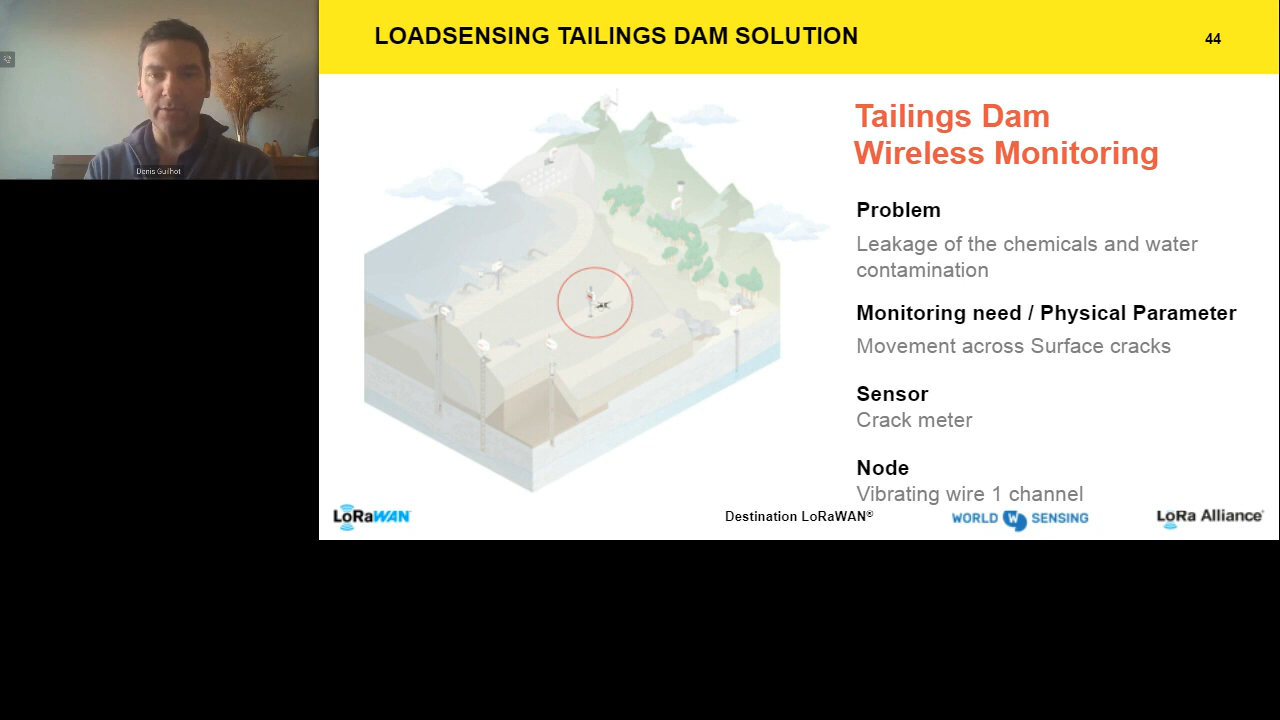 LOADSENSING TAILINGS DAM SOLUTION
44
Denis Guilhot
Tailings Dam
Wireless Monitoring
Problem
Leakage of the chemicals and water
contamination
Monitoring need / Physical Parameter
Movement across Surface cracks
Sensor
Crack meter
Node
Vibrating wire 1 channel
LoRaWAN
Destination LoRaWAN®
WORLD SENSING
LoRa Alliance®